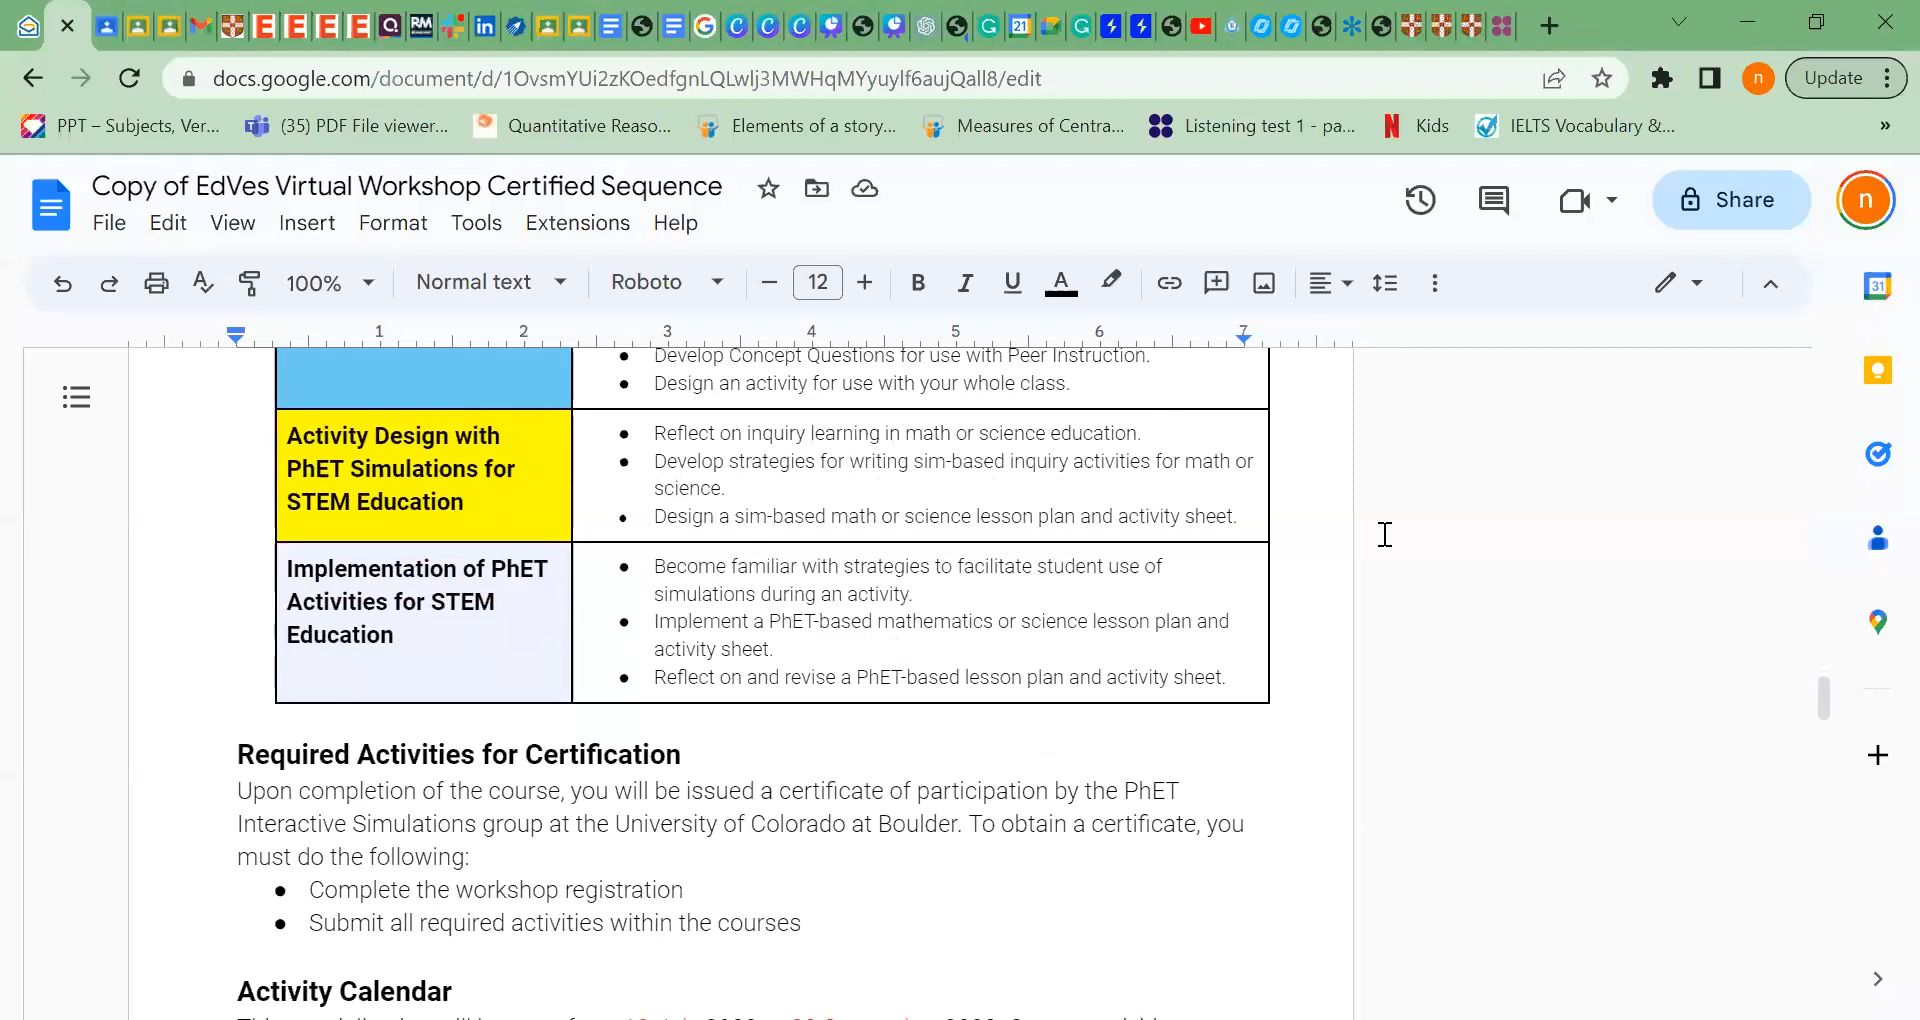 docs.google.com/document/d/1OvsmYUi2zKOedfgnLQLwlj3MWHqMYyuylf6aujQall8/edit
n
Update
PPT – Subjects, Ver...
(35) PDF File viewer...
Quantitative Reaso...
Elements of a story...
Measures of Centra...
Listening test 1 - pa...
Kids
IELTS Vocabulary &...
»
Copy of EdVes Virtual Workshop Certified Sequence
File Edit View Insert Format Tools Extensions Help
Share
n
100% Normal text Roboto 12 B I U A
1 2 3 4 5 6 7
Develop Concept Questions for use with Peer Instruction.
Design an activity for use with your whole class.
Activity Design with
PhET Simulations for
STEM Education
Reflect on inquiry learning in math or science education.
Develop strategies for writing sim-based inquiry activities for math or
science.
Design a sim-based math or science lesson plan and activity sheet.
Implementation of PhET
Activities for STEM
Education
Become familiar with strategies to facilitate student use of
simulations during an activity.
Implement a PhET-based mathematics or science lesson plan and
activity sheet.
Reflect on and revise a PhET-based lesson plan and activity sheet.
Required Activities for Certification
Upon completion of the course, you will be issued a certificate of participation by the PhET
Interactive Simulations group at the University of Colorado at Boulder. To obtain a certificate, you
must do the following:
Complete the workshop registration
Submit all required activities within the courses
Activity Calendar